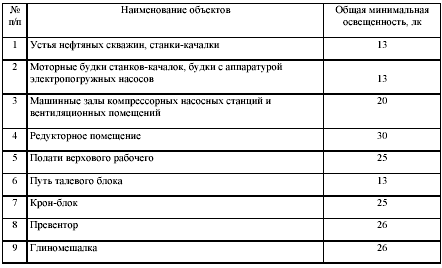 № п/п Наименование объектов Общая минимальная освещенность, лк
1 Устья нефтяных скважин, станки-качалки 13
2 Моторные будки станков-качалок, будки с аппаратурой
электропогружных насосов 13
3 Машинные залы компрессорных насосных станций и 20
вентиляционных помещений
4 Редукторное помещение 30
5 Полати верхового рабочего 25
6 Путь талевого блока 13
7 Крон-блок 25
8 Превентор 26
9 Глиномешалка 26